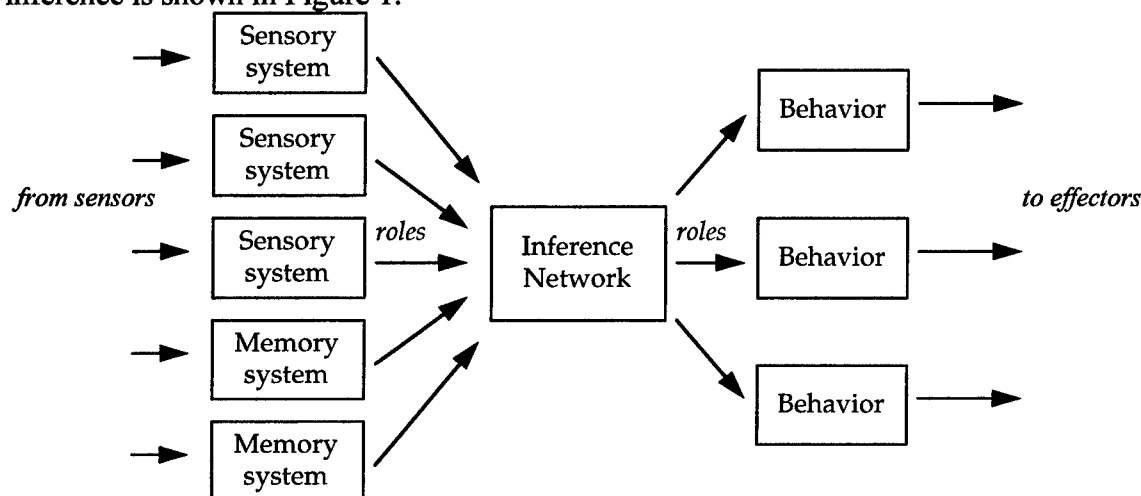 inference is shown in Figure 1.
Sensory
system
Sensory
system
from sensors
Sensory
system
roles
Memory
system
Memory
system
Inference
Network
roles
Behavior
Behavior
Behavior
to effectors